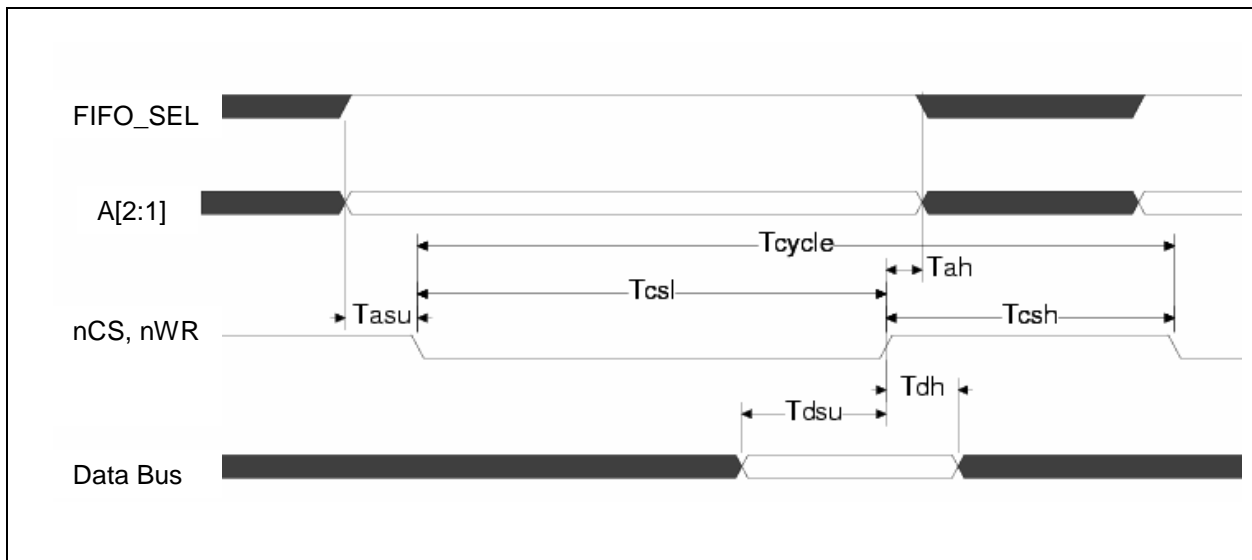 FIFO_SEL
A[2:1]
Tcycle
Tah
Tcsl
Tasu
Tcsh
nCS, nWR
Tdh
Tdsu
Data Bus